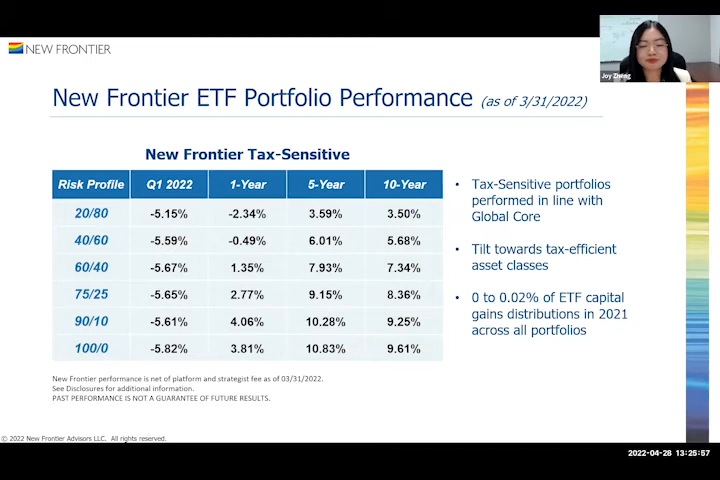 NEW FRONTIER
Joy Zheng
New Frontier ETF Portfolio Performance (as of 3/31/2022)
New Frontier Tax-Sensitive
Risk Profile Q1 2022 1-Year 5-Year 10-Year
20/80 -5.15% -2.34% 3.59% 3.50%
40/60 -5.59% -0.49% 6.01% 5.68%
60/40 -5.67% 1.35% 7.93% 7.34%
75/25 -5.65% 2.77% 9.15% 8.36%
90/10 -5.61% 4.06% 10.28% 9.25%
100/0 -5.82% 3.81% 10.83% 9.61%
• Tax-Sensitive portfolios
performed in line with
Global Core
• Tilt towards tax-efficient
asset classes
• 0 to 0.02% of ETF capital
gains distributions in 2021
across all portfolios
New Frontier performance is net of platform and strategist fee as of 03/31/2022.
See Disclosures for additional information.
PAST PERFORMANCE IS NOT A GUARANTEE OF FUTURE RESULTS.
© 2022 New Frontier Advisors LLC. All rights reserved.
2022-04-28 13:25:57